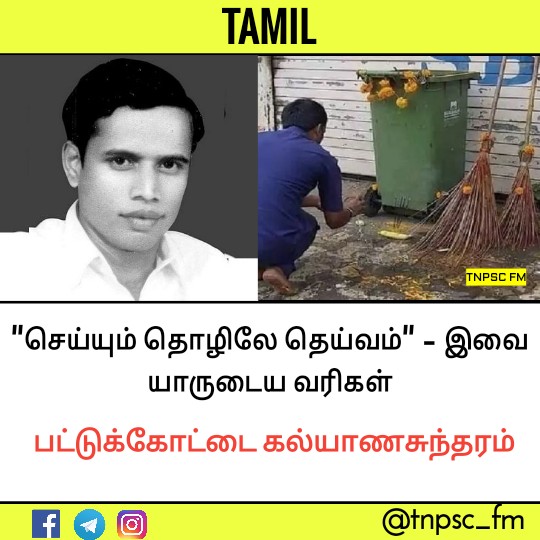 TAMIL
TNPSC FM
"செய்யும் தொழிலே தெய்வம்" - இவை
யாருடைய வரிகள்
பட்டுக்கோட்டை கல்யாணசுந்தரம்
@tnpsc_fm